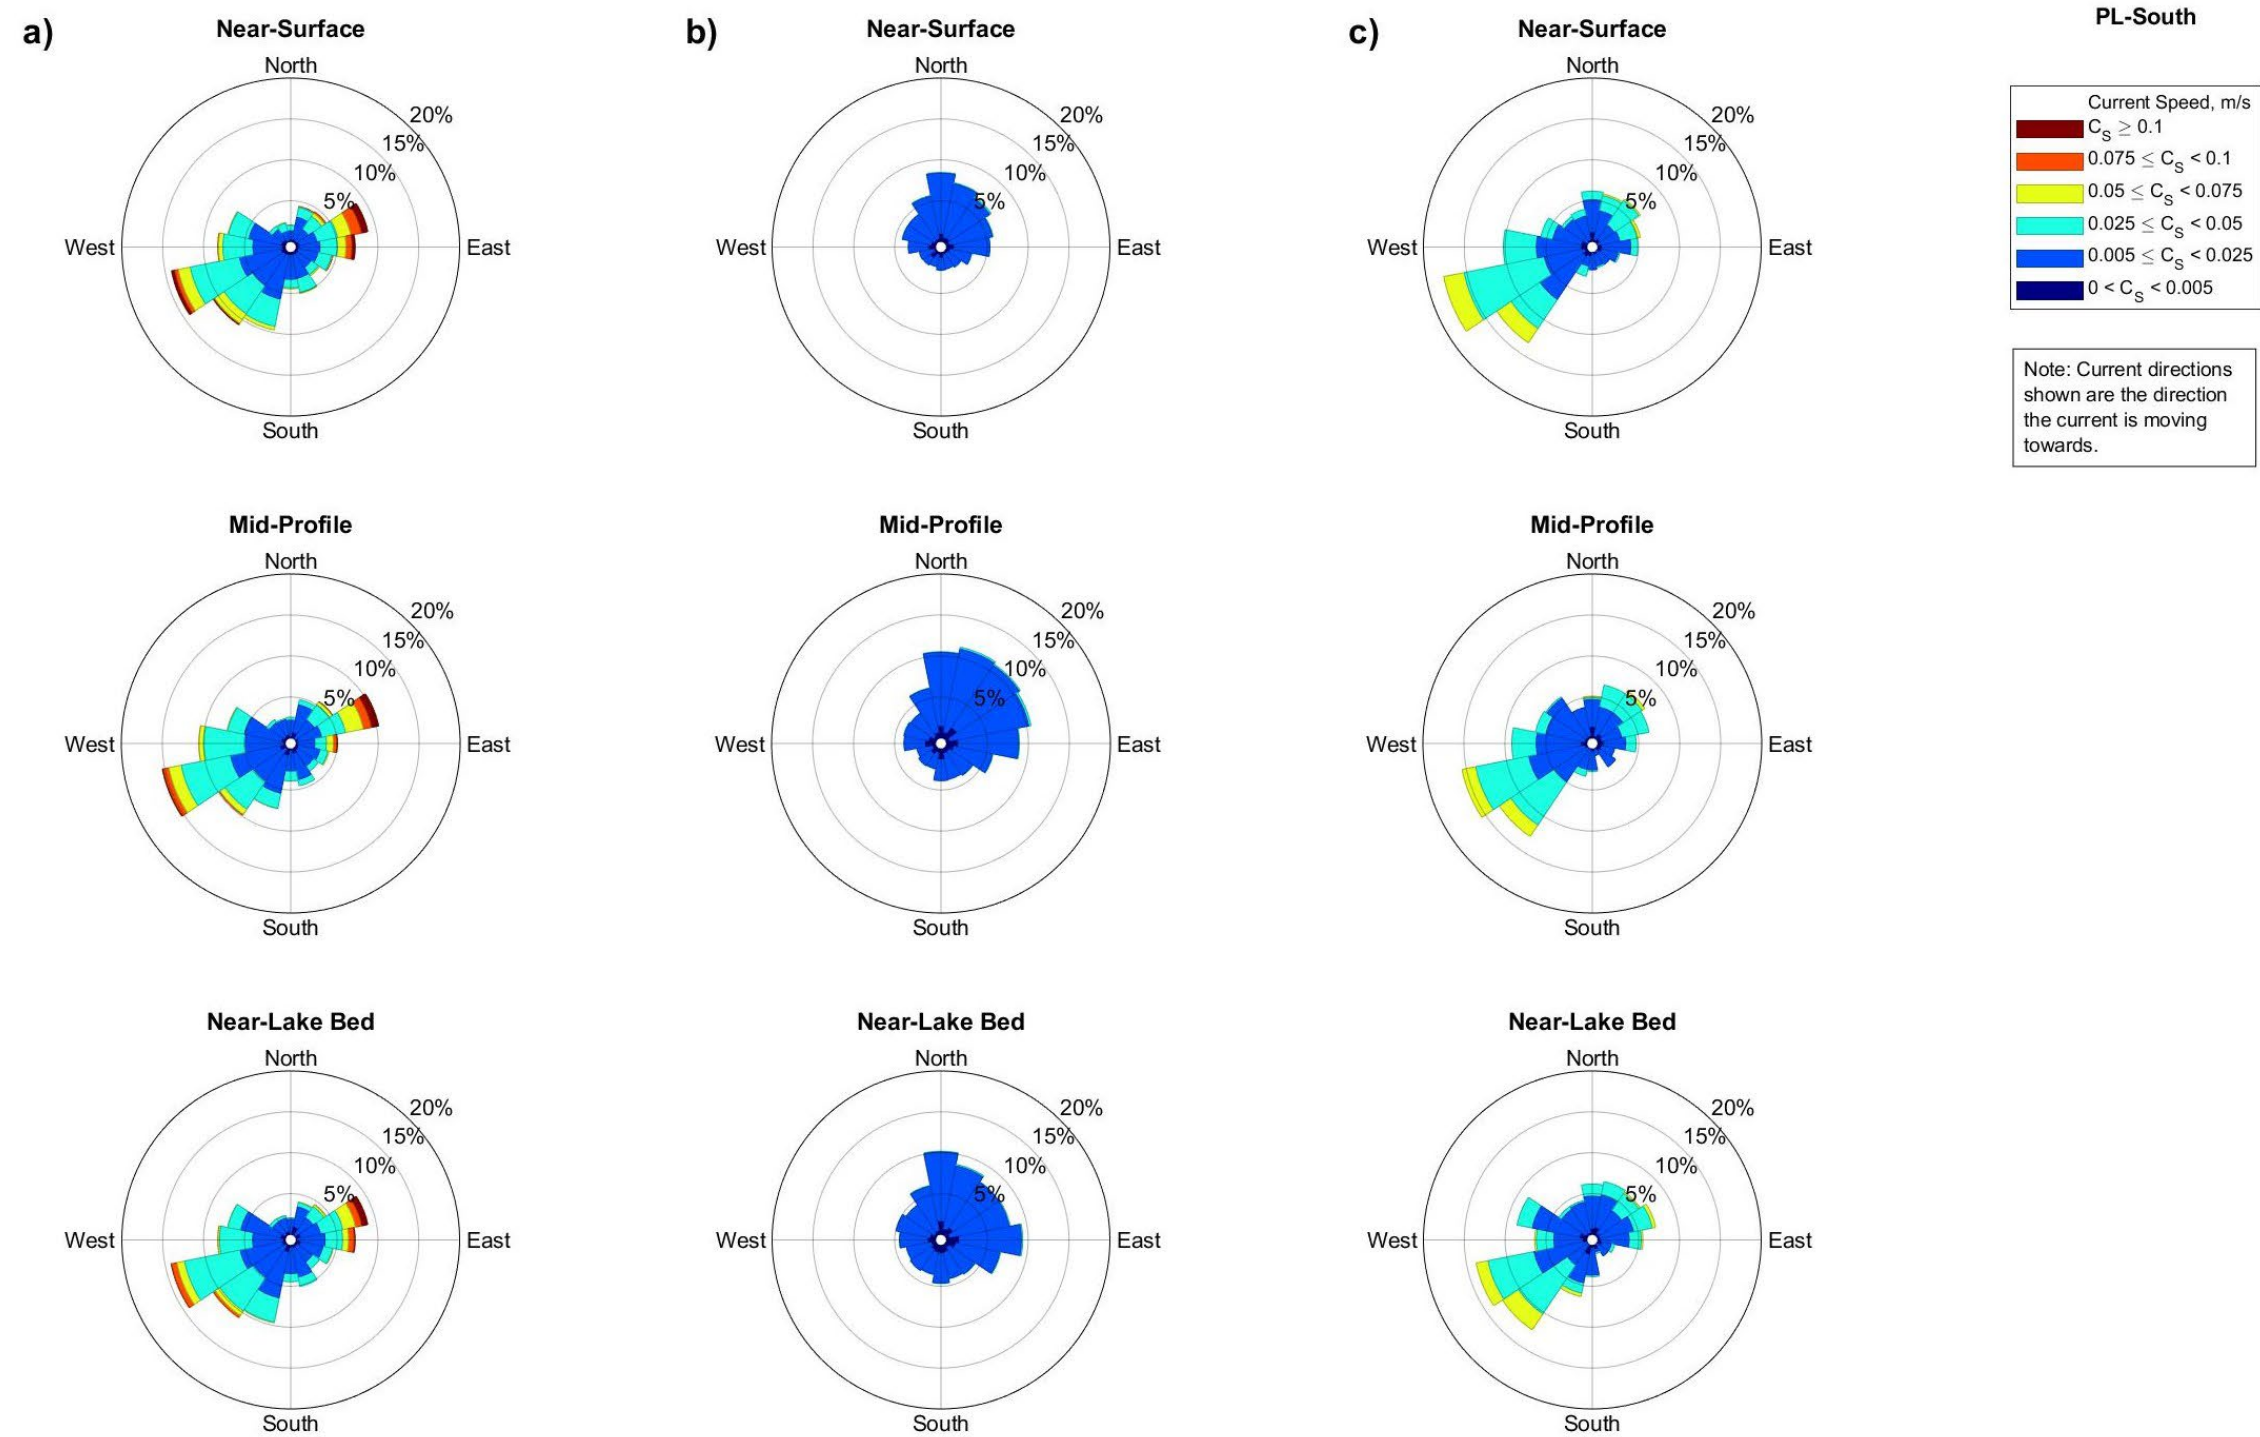 a)
Near-Surface
North
20%
15%
10%
5%
West
East
South
b)
Near-Surface
North
20%
15%
10%
5%
West
East
South
c)
Near-Surface
North
20%
15%
10%
5%
West
East
South
PL-South
Current Speed, m/s
C_S ≥ 0.1
0.075 ≤ C_S < 0.1
0.05 ≤ C_S < 0.075
0.025 ≤ C_S < 0.05
0.005 ≤ C_S < 0.025
0 < C_S < 0.005
Note: Current directions
shown are the direction
the current is moving
towards.
Mid-Profile
North
20%
15%
10%
5%
West
East
South
Mid-Profile
North
20%
15%
10%
5%
West
East
South
Mid-Profile
North
20%
15%
10%
5%
West
East
South
Near-Lake Bed
North
20%
15%
10%
5%
West
East
South
Near-Lake Bed
North
20%
15%
10%
5%
West
East
South
Near-Lake Bed
North
20%
15%
10%
5%
West
East
South